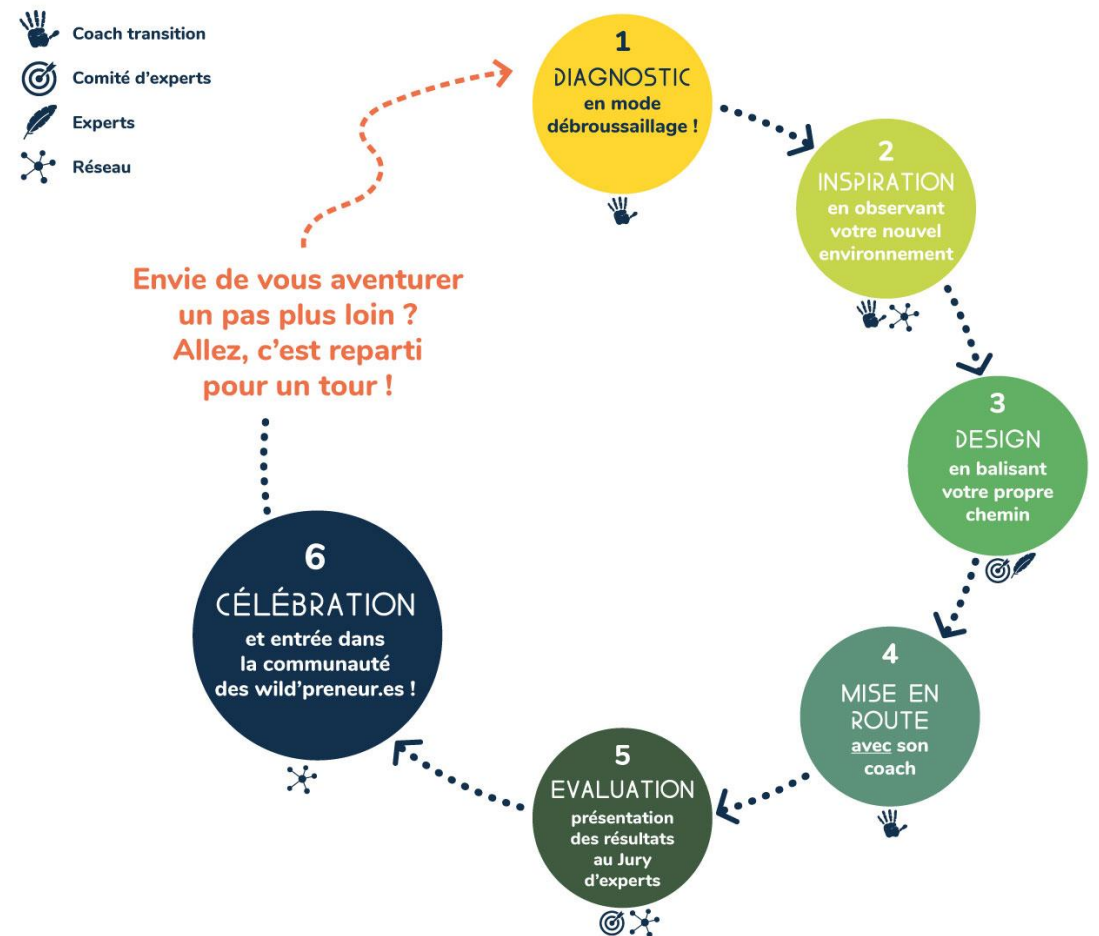 Coach transition
Comité d'experts
Experts
Réseau
1
DIAGNOSTIC
en mode
débroussaillage !
2
INSPIRATION
en observant
votre nouvel
environnement
3
DESIGN
en balisant
votre propre
chemin
4
MISE EN
ROUTE
avec son
coach
5
EVALUATION
présentation
des résultats
au Jury
d'experts
6
CÉLÉBRATION
et entrée dans
la communauté
des wild'preneur.es !
Envie de vous aventurer
un pas plus loin ?
Allez, c'est reparti
pour un tour !